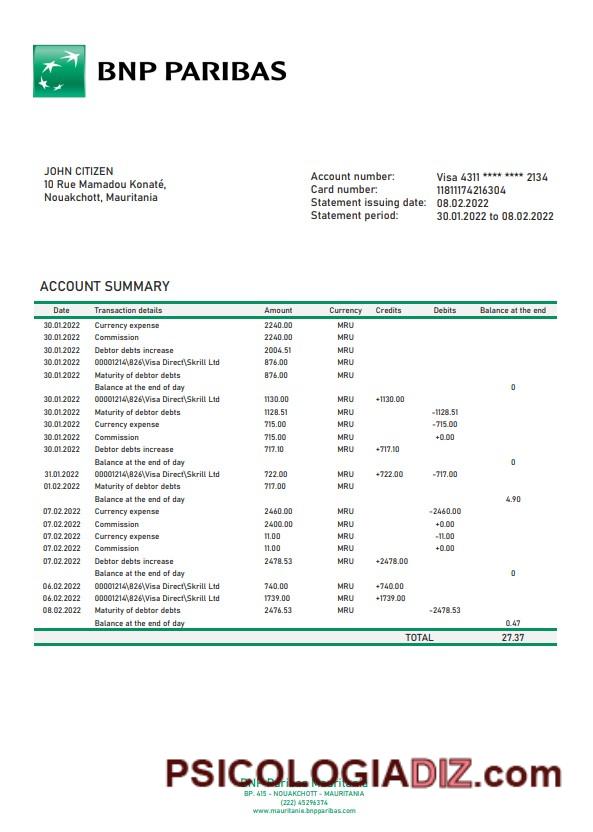 BNP PARIBAS
JOHN CITIZEN
10 Rue Mamadou Konaté,
Nouakchott, Mauritania
Account number: Visa 4311 **** **** 2134
Card number: 11811174216304
Statement issuing date: 08.02.2022
Statement period: 30.01.2022 to 08.02.2022
ACCOUNT SUMMARY
Date Transaction details Amount Currency Credits Debits Balance at the end
30.01.2022 Currency expense 2240.00 MRU
30.01.2022 Commission 2240.00 MRU
30.01.2022 Debtor debts increase 2004.51 MRU
30.01.2022 00001214\826\Visa Direct\Skrill Ltd 876.00 MRU
30.01.2022 Maturity of debtor debts 876.00 MRU
Balance at the end of day 0
30.01.2022 00001214\826\Visa Direct\Skrill Ltd 1130.00 MRU +1130.00
30.01.2022 Maturity of debtor debts 1128.51 MRU -1128.51
30.01.2022 Currency expense 715.00 MRU -715.00
30.01.2022 Commission 715.00 MRU +0.00
30.01.2022 Debtor debts increase 717.10 MRU +717.10
Balance at the end of day 0
31.01.2022 00001214\826\Visa Direct\Skrill Ltd 722.00 MRU +722.00 -717.00
01.02.2022 Maturity of debtor debts 717.00 MRU
Balance at the end of day 4.90
07.02.2022 Currency expense 2460.00 MRU -2460.00
07.02.2022 Commission 2400.00 MRU +0.00
07.02.2022 Currency expense 11.00 MRU -11.00
07.02.2022 Commission 11.00 MRU +0.00
07.02.2022 Debtor debts increase 2478.53 MRU +2478.00
Balance at the end of day 0
06.02.2022 00001214\826\Visa Direct\Skrill Ltd 740.00 MRU +740.00
06.02.2022 00001214\826\Visa Direct\Skrill Ltd 1739.00 MRU +1739.00
08.02.2022 Maturity of debtor debts 2476.53 MRU -2478.53
Balance at the end of day 0.47
TOTAL 27.37
PSICOLOGIADIZ.com
BNP Paribas Mauritania
BP. 415 - NOUAKCHOTT - MAURITANIA
(222) 45296374
www.mauritanie.bnpparibas.com